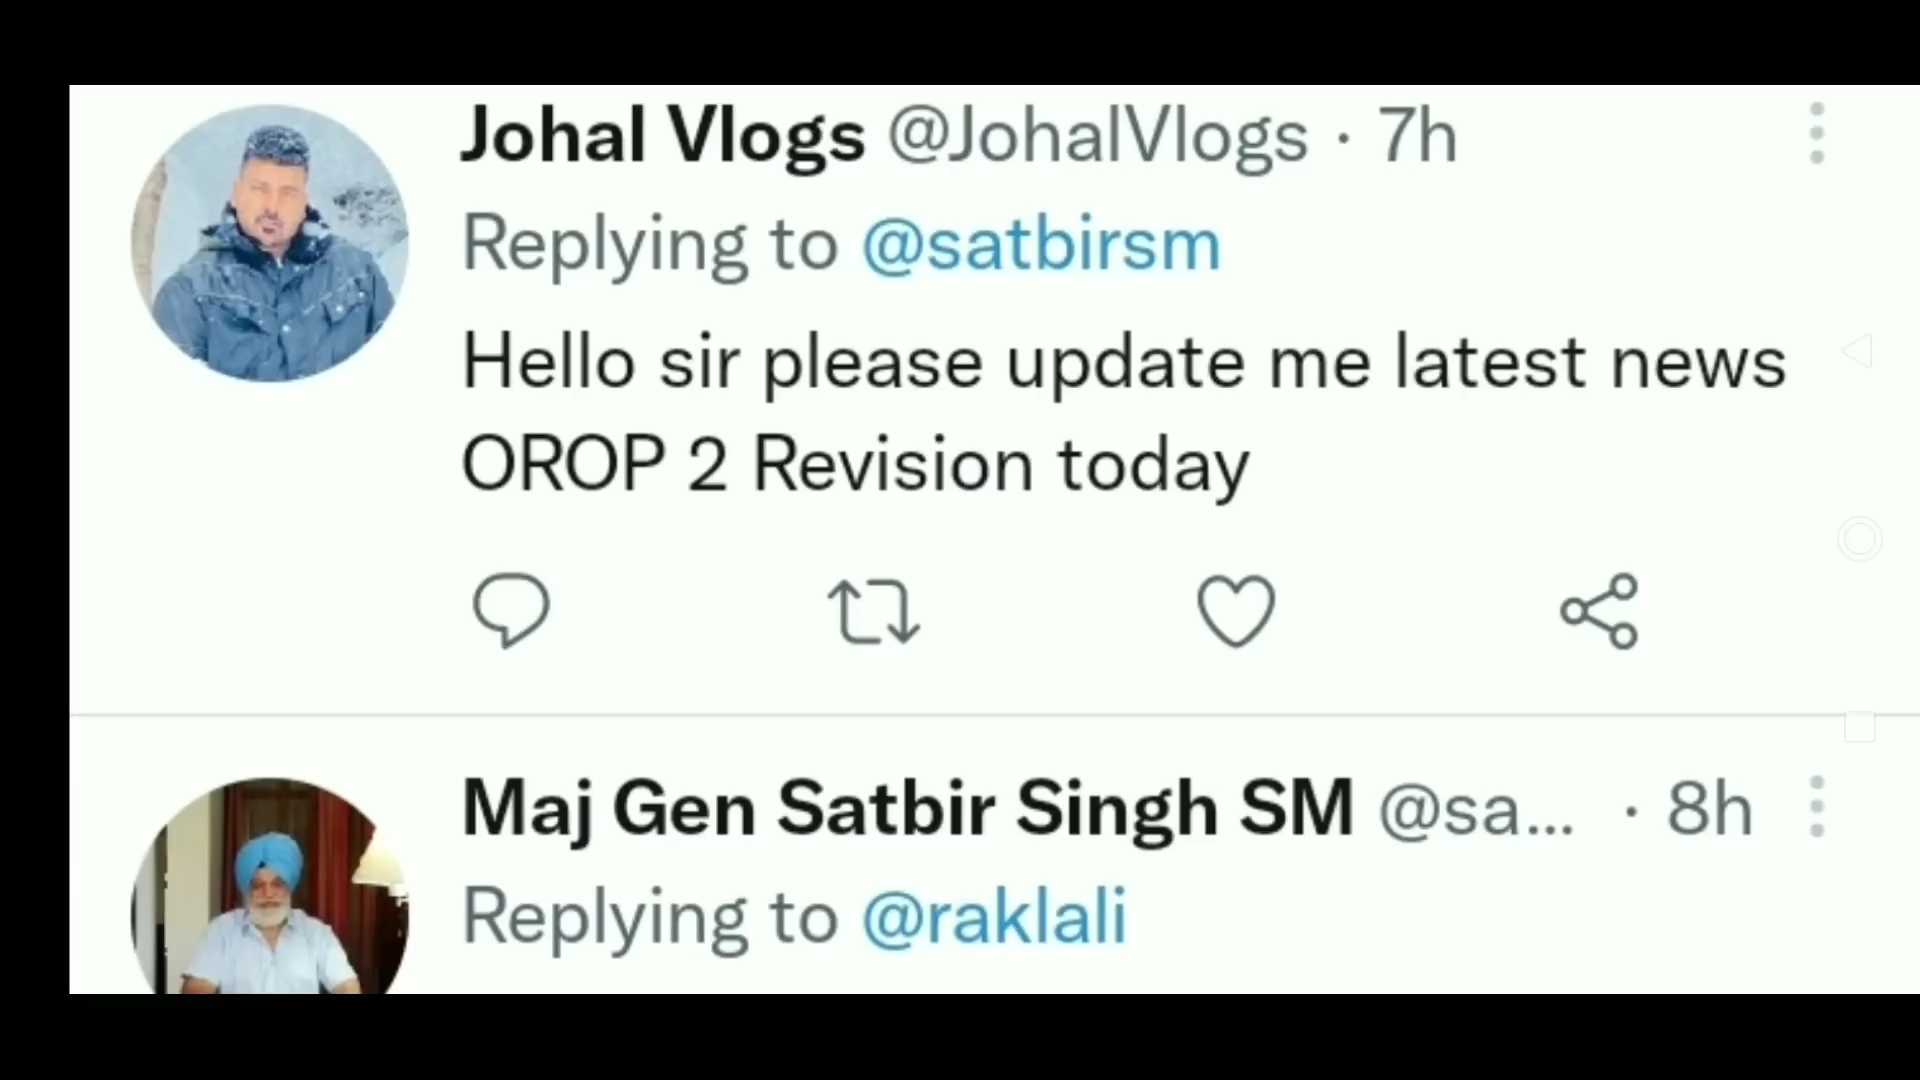 Johal Vlogs @JohalVlogs · 7h
Replying to @satbirsm
Hello sir please update me latest news
OROP 2 Revision today
Maj Gen Satbir Singh SM @sa... · 8h
Replying to @raklali